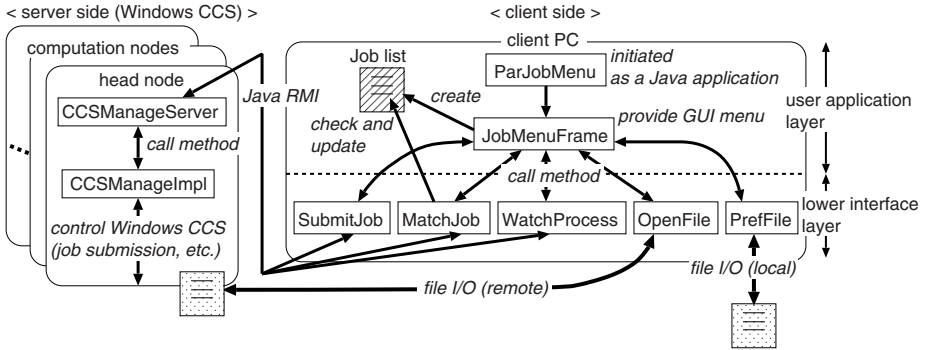 < server side (Windows CCS) >
computation nodes
head node
CCSManageServer
call method
CCSManageImpl
control Windows CCS
(job submission, etc.)
Java RMI
< client side >
client PC
Job list
ParJobMenu
initiated
as a Java application
create
check and
update
JobMenuFrame
provide GUI menu
call method
SubmitJob
MatchJob
WatchProcess
OpenFile
PrefFile
file I/O (remote)
file I/O (local)
user application
layer
lower interface
layer